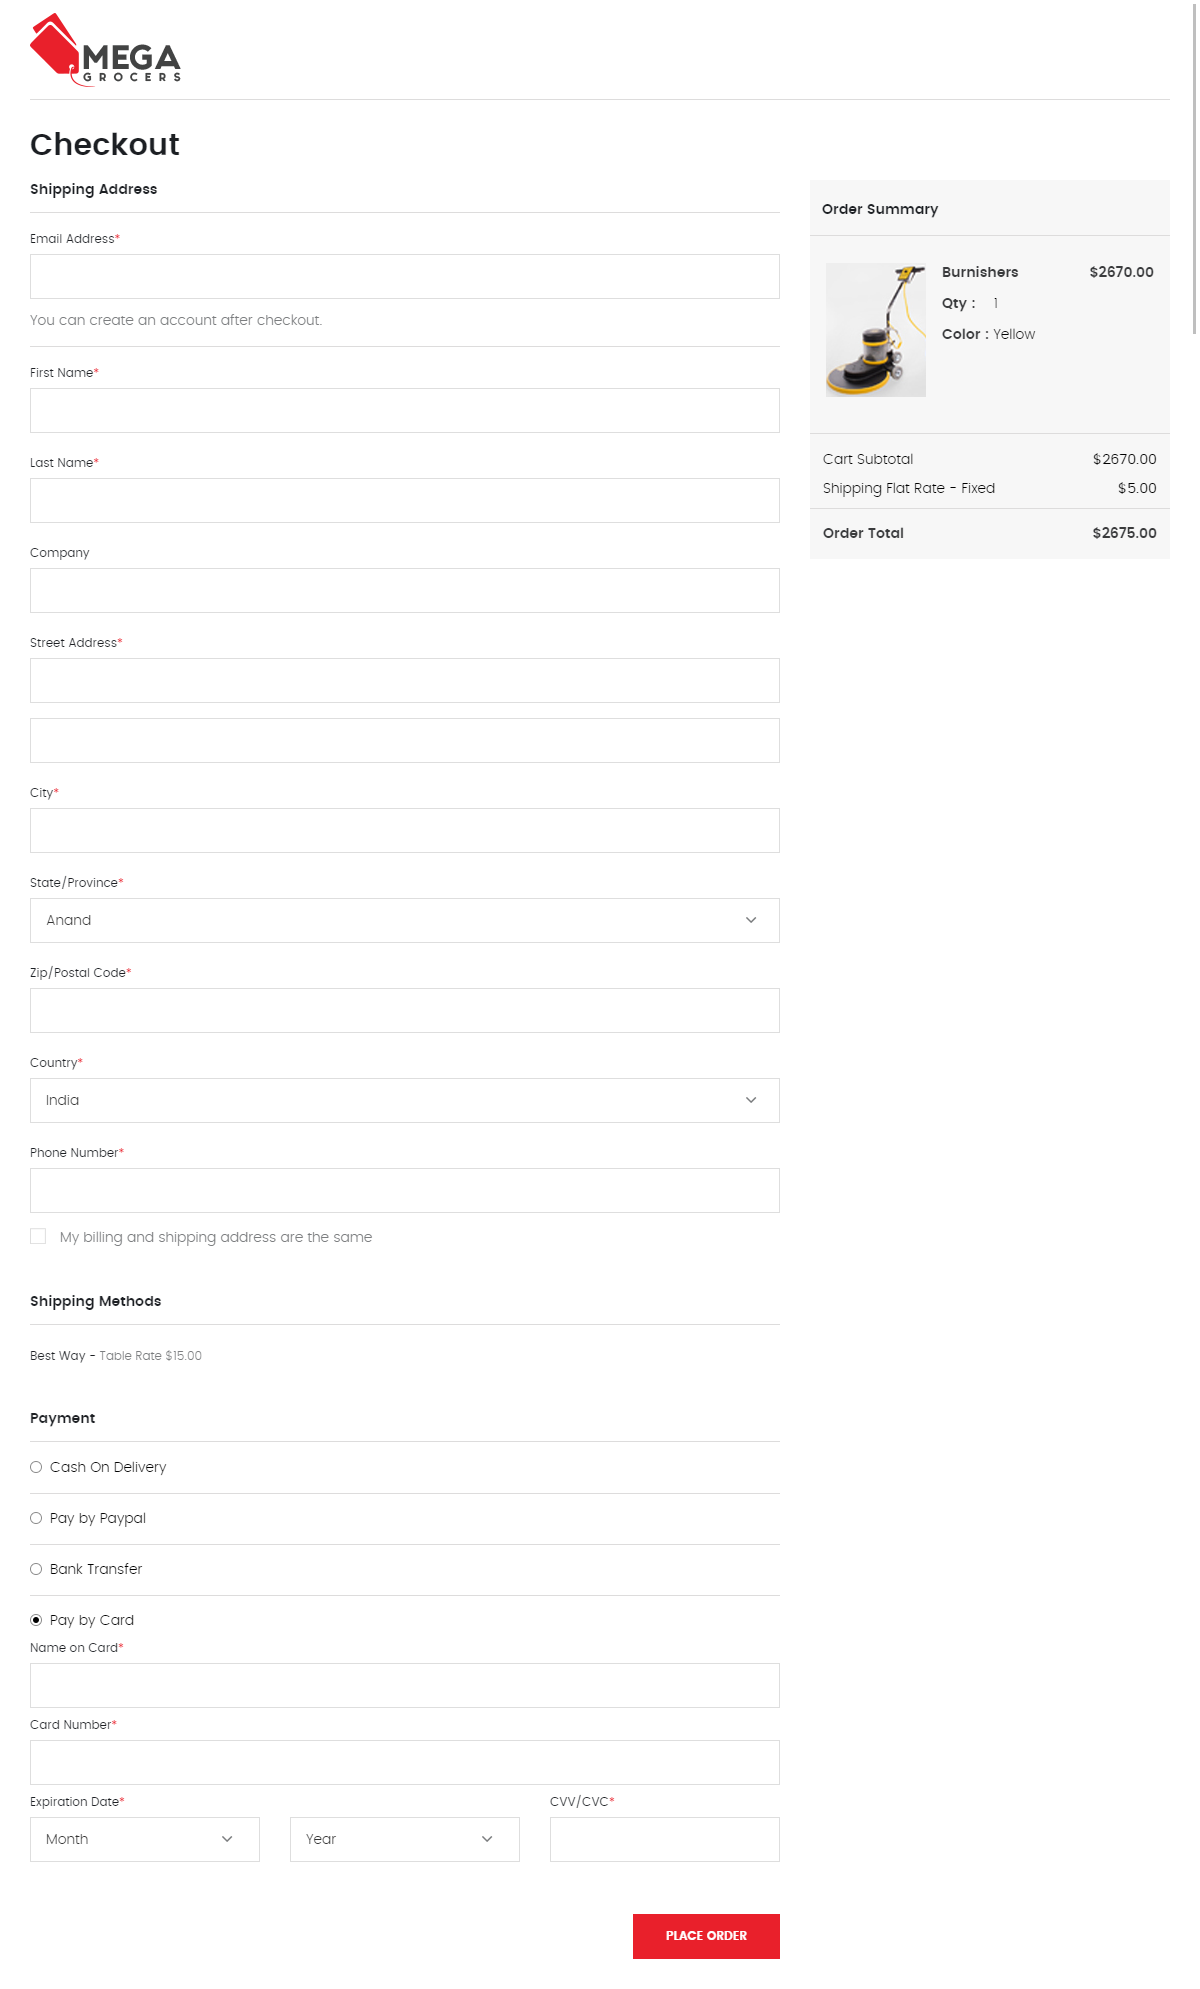 MEGA
GROCERS
Checkout
Shipping Address
Email Address*
You can create an account after checkout.
First Name*
Last Name*
Company
Street Address*
City*
State/Province*
Anand
Zip/Postal Code*
Country*
India
Phone Number*
My billing and shipping address are the same
Shipping Methods
Best Way - Table Rate $15.00
Payment
Cash On Delivery
Pay by Paypal
Bank Transfer
Pay by Card
Name on Card*
Card Number*
Expiration Date* CVV/CVC*
Month Year
PLACE ORDER
Order Summary
Burnishers $2670.00
Qty : 1
Color : Yellow
Cart Subtotal $2670.00
Shipping Flat Rate - Fixed $5.00
Order Total $2675.00